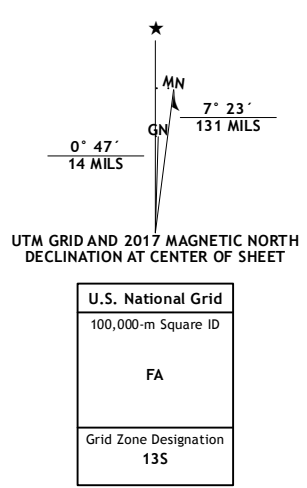 ★
MN
7° 23´
131 MILS
GN
0° 47´
14 MILS
UTM GRID AND 2017 MAGNETIC NORTH
DECLINATION AT CENTER OF SHEET
U.S. National Grid
100,000-m Square ID
FA
Grid Zone Designation
13S